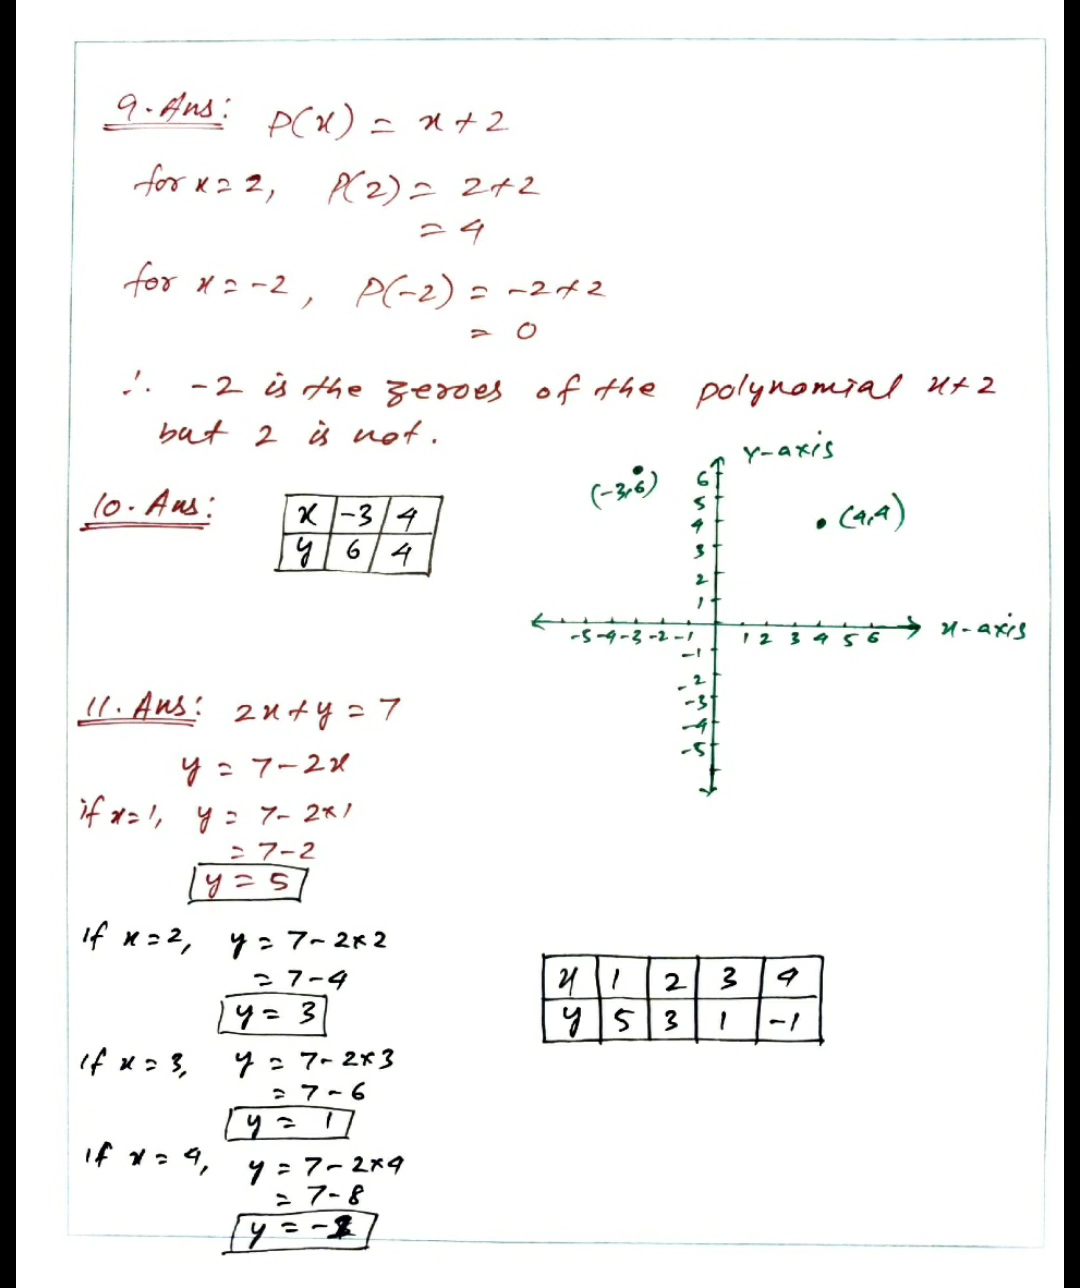 9. Ans: P(x) = x+2
for x=2, P(2) = 2+2
= 4
for x = -2, P(-2) = -2+2
= 0
∴ -2 is the zeroes of the polynomial x+2
but 2 is not.
10. Ans:
x -3 4
y 6 4
Y-axis
(-3,6)
(4,4)
6
5
4
3
2
1
-5 -4 -3 -2 -1 1 2 3 4 5 6 x-axis
-1
-2
-3
-4
-5
11. Ans: 2x+y = 7
y = 7-2x
if x=1, y = 7-2×1
= 7-2
y = 5
If x=2, y = 7-2×2
= 7-4
y = 3
If x=3, y = 7-2×3
= 7-6
y = 1
If x = 4, y = 7-2×4
= 7-8
y = -1
x 1 2 3 4
y 5 3 1 -1